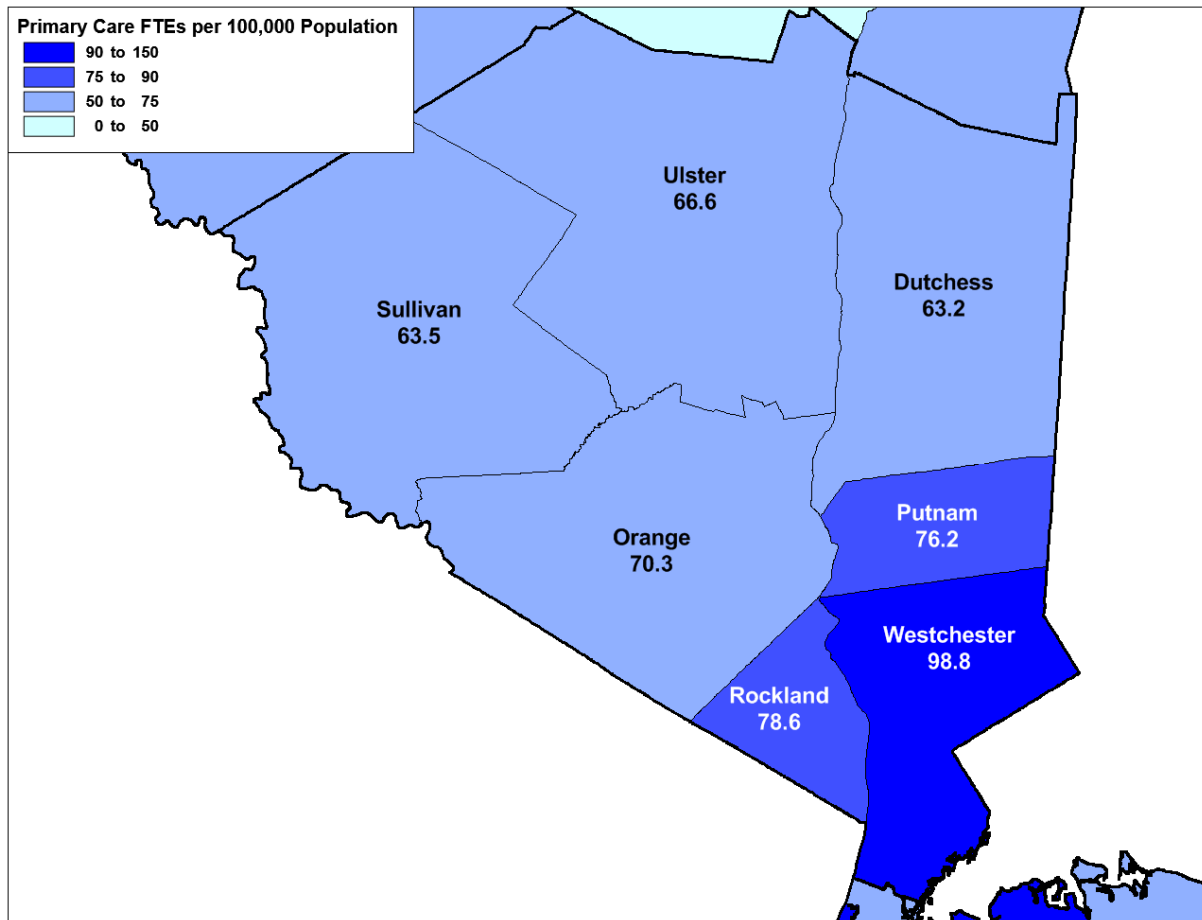 Primary Care FTEs per 100,000 Population
90 to 150
75 to 90
50 to 75
0 to 50
Ulster
66.6
Dutchess
63.2
Sullivan
63.5
Putnam
76.2
Orange
70.3
Westchester
98.8
Rockland
78.6